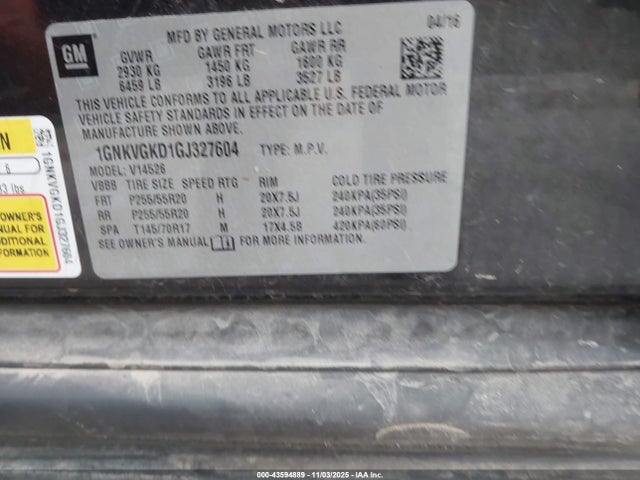 MFD BY GENERAL MOTORS LLC
04/16
GM
GVWR GAWR FRT GAWR RR
2930 KG 1450 KG 1600 KG
6459 LB 3196 LB 3527 LB
THIS VEHICLE CONFORMS TO ALL APPLICABLE U.S. FEDERAL MOTOR
VEHICLE SAFETY STANDARDS IN EFFECT ON THE DATE OF
MANUFACTURE SHOWN ABOVE.
1GNKVGKD1GJ327604 TYPE: M.P.V.
MODEL: V14526
VBBB TIRE SIZE SPEED RTG RIM COLD TIRE PRESSURE
FRT P255/55R20 H 20X7.5J 240KPA(35PSI)
RR P255/55R20 H 20X7.5J 240KPA(35PSI)
SPA T145/70R17 M 17X4.5B 420KPA(60PSI)
SEE OWNER'S MANUAL FOR MORE INFORMATION.
N
6
lbs.
OWNER'S
MANUAL FOR
ADDITIONAL
INFORMATION
1GNKVGKD1GJ327604
000-43594889 - 11/03/2025 - IAA Inc.